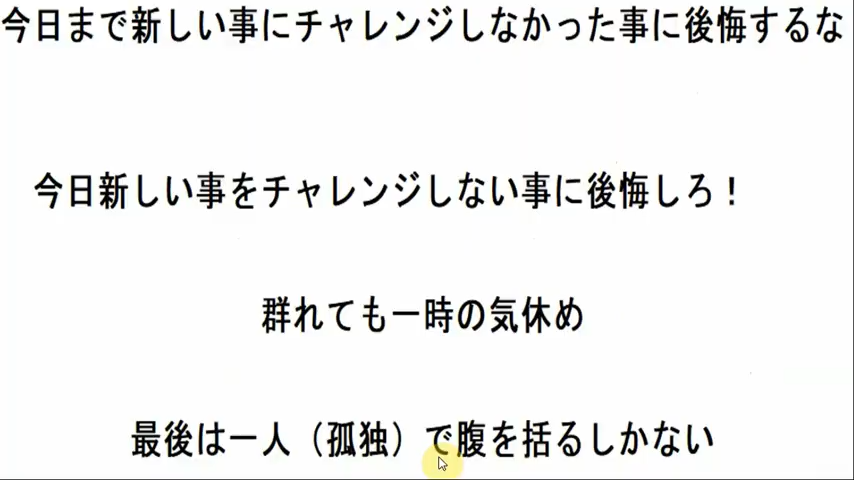 今日まで新しい事にチャレンジしなかった事に後悔するな
今日新しい事をチャレンジしない事に後悔しろ！
群れても一時の気休め
最後は一人（孤独）で腹を括るしかない